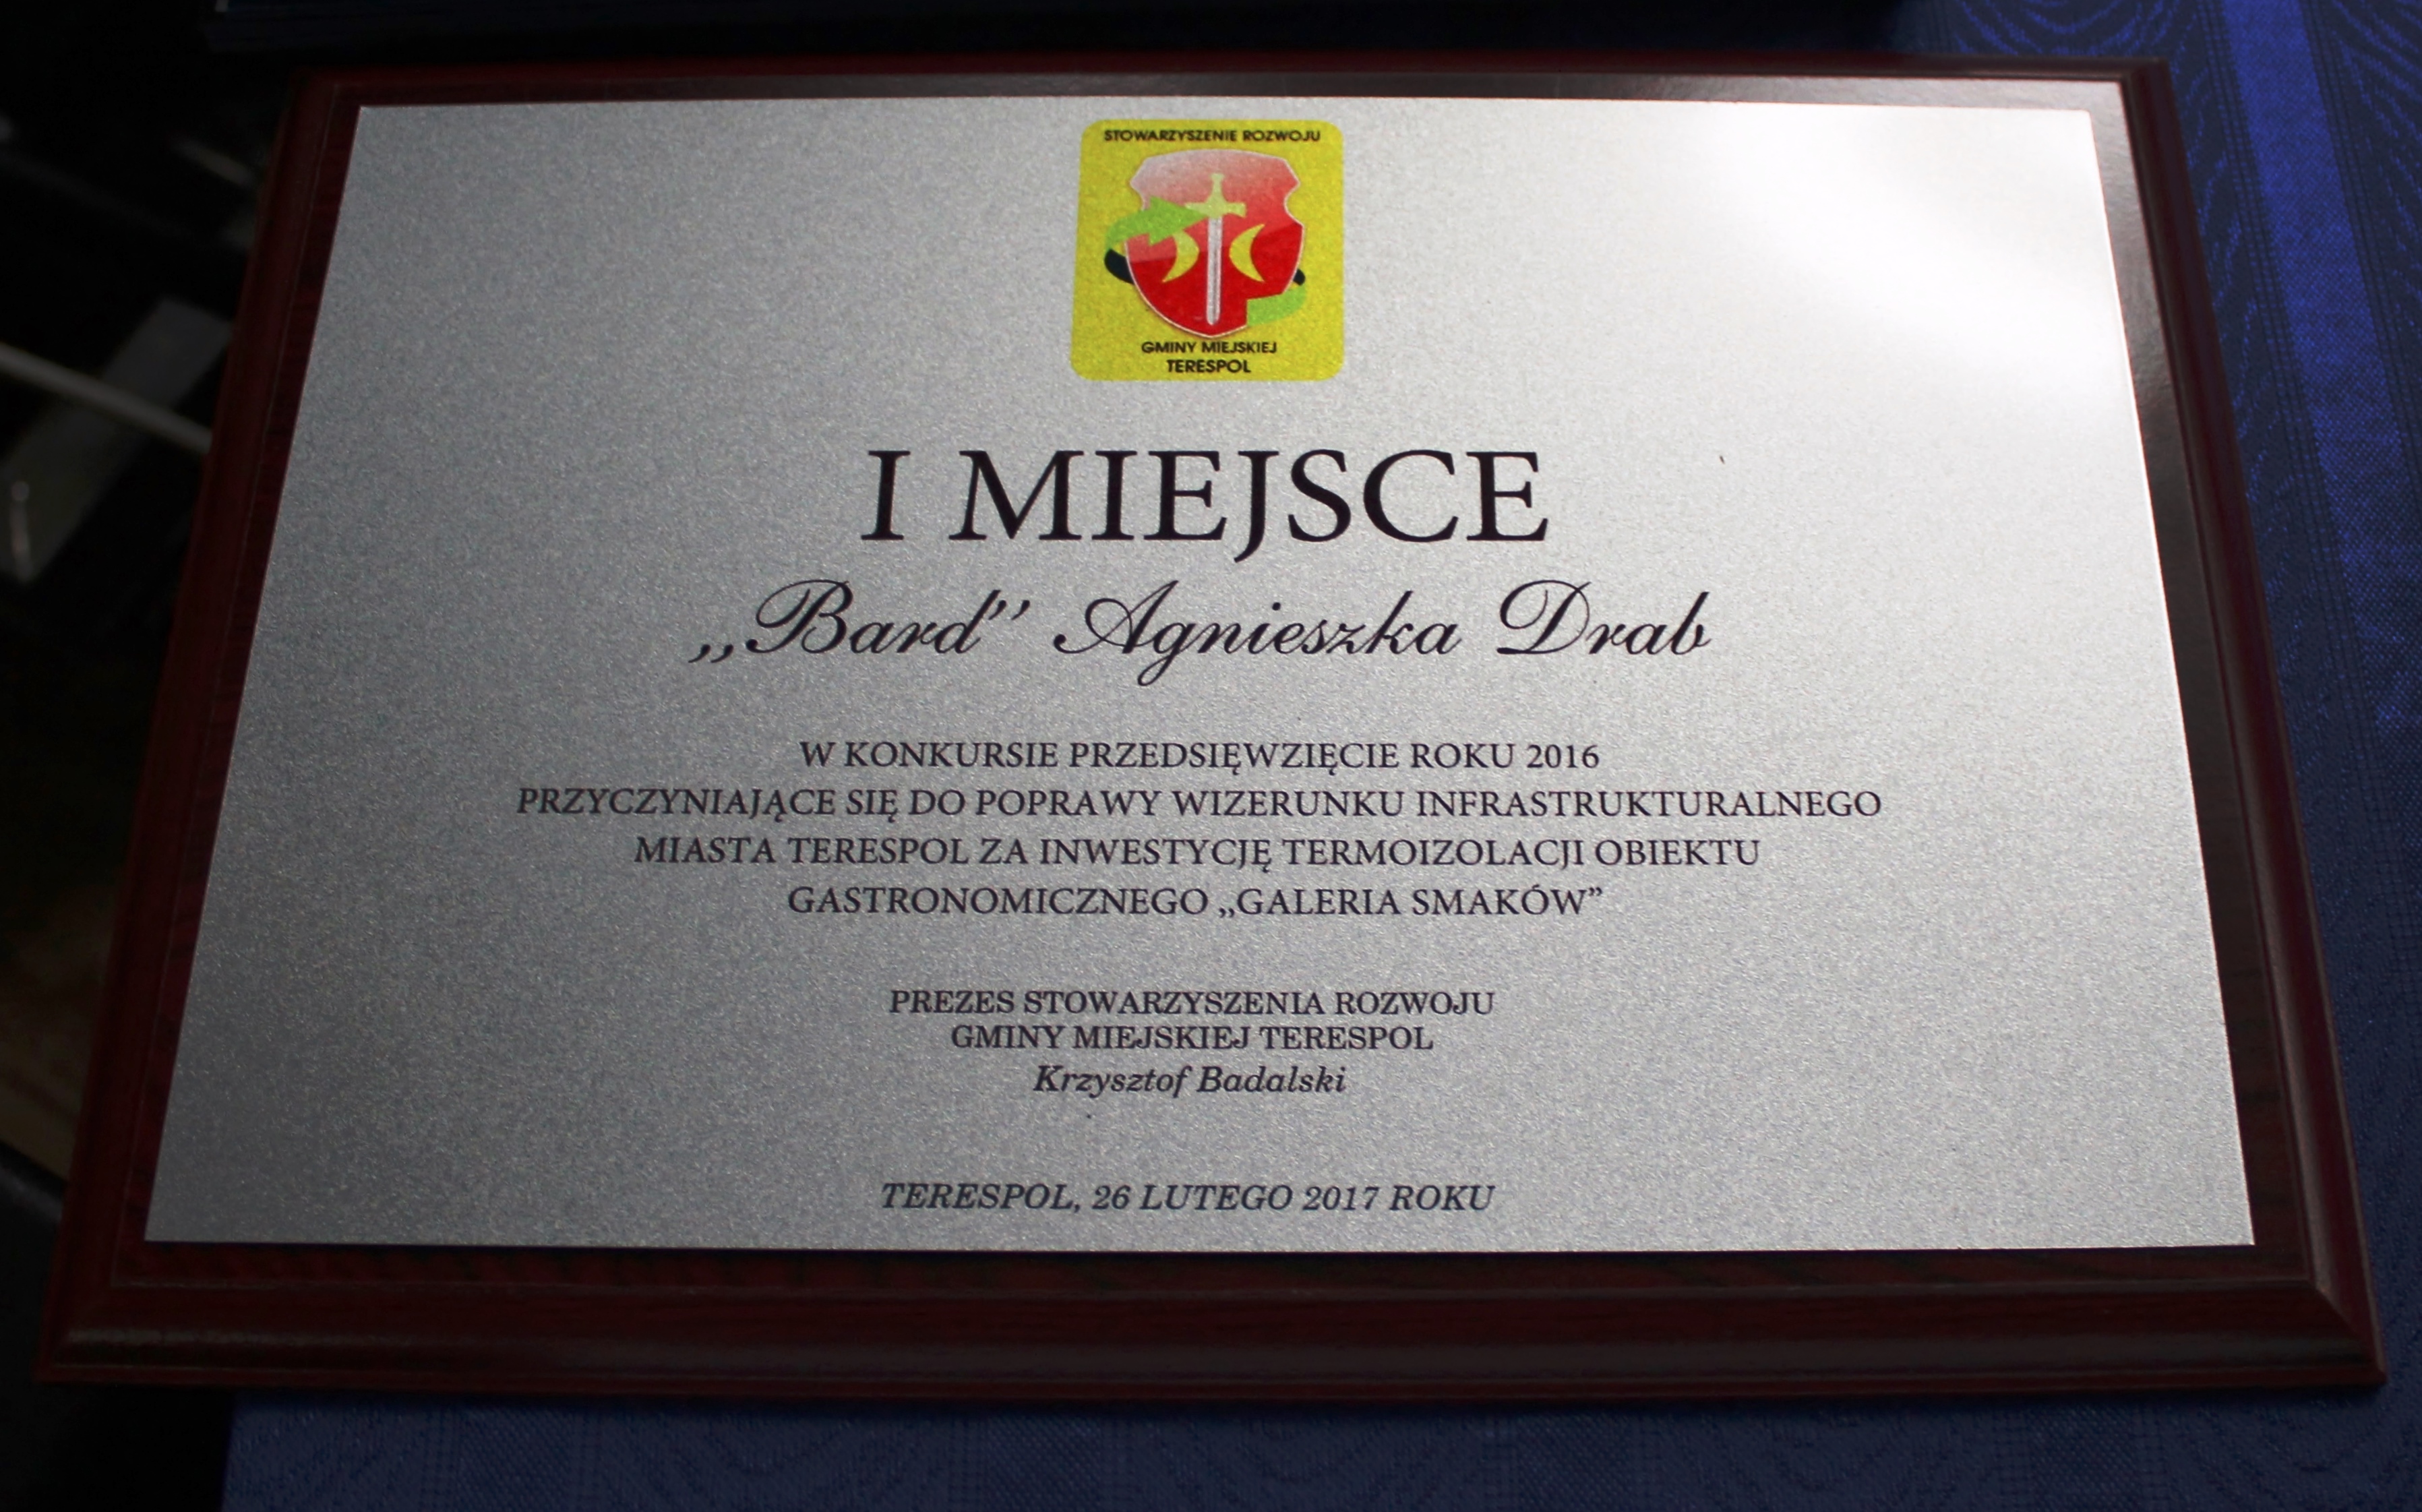 STOWARZYSZENIE ROZWOJU
GMINY MIEJSKIEJ
TERESPOL
I MIEJSCE
„Bard” Agnieszka Drab
W KONKURSIE PRZEDSIĘWZIĘCIE ROKU 2016
PRZYCZYNIAJĄCE SIĘ DO POPRAWY WIZERUNKU INFRASTRUKTURALNEGO
MIASTA TERESPOL ZA INWESTYCJĘ TERMOIZOLACJI OBIEKTU
GASTRONOMICZNEGO „GALERIA SMAKÓW”
PREZES STOWARZYSZENIA ROZWOJU
GMINY MIEJSKIEJ TERESPOL
Krzysztof Badalski
TERESPOL, 26 LUTEGO 2017 ROKU